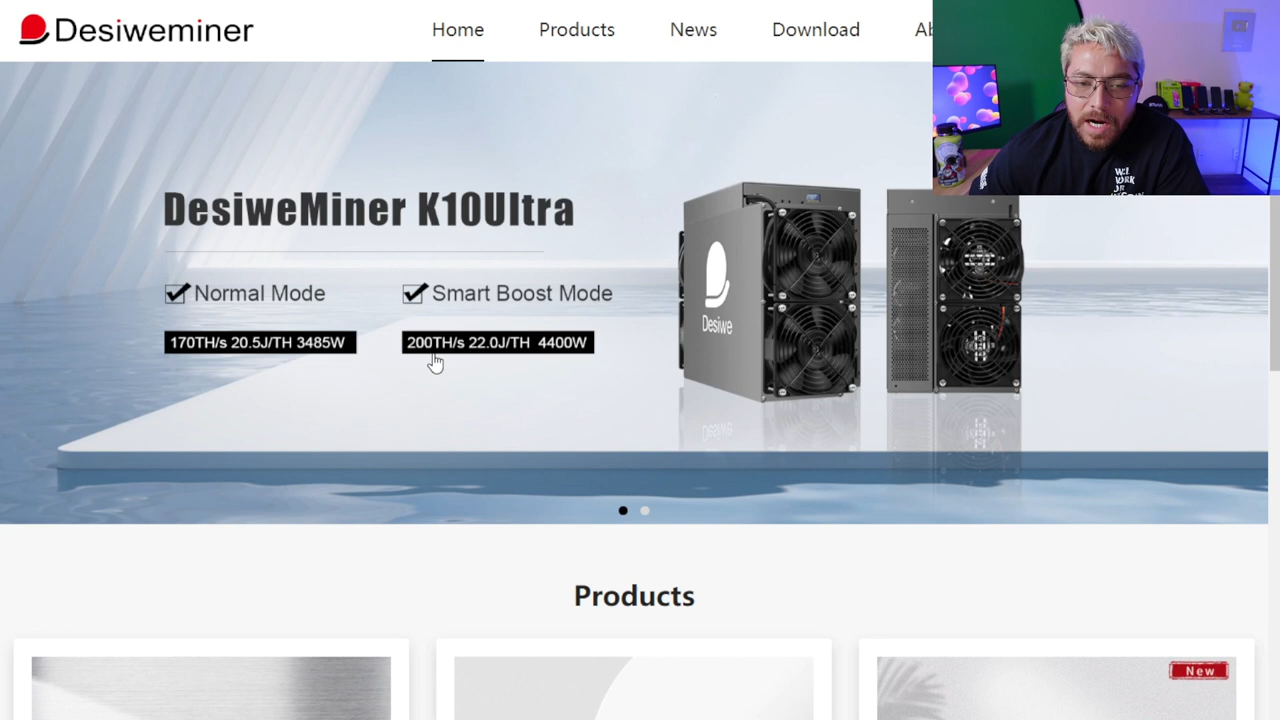 Desiweminer
Home Products News Download Ab
DesiweMiner K10Ultra
Normal Mode Smart Boost Mode
170TH/s 20.5J/TH 3485W 200TH/s 22.0J/TH 4400W
Desiwe
Products
New